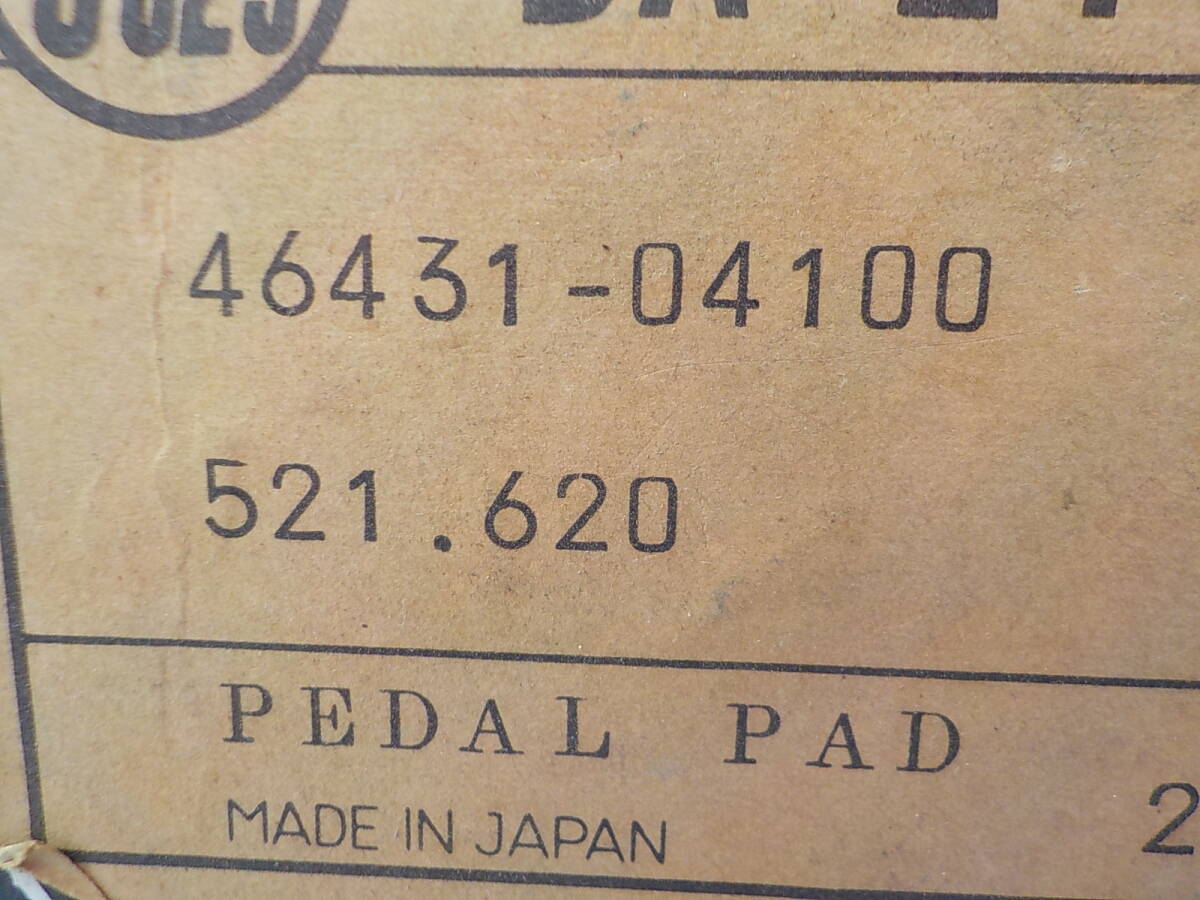 46431-04100
521.620
PEDAL PAD
2
MADE IN JAPAN